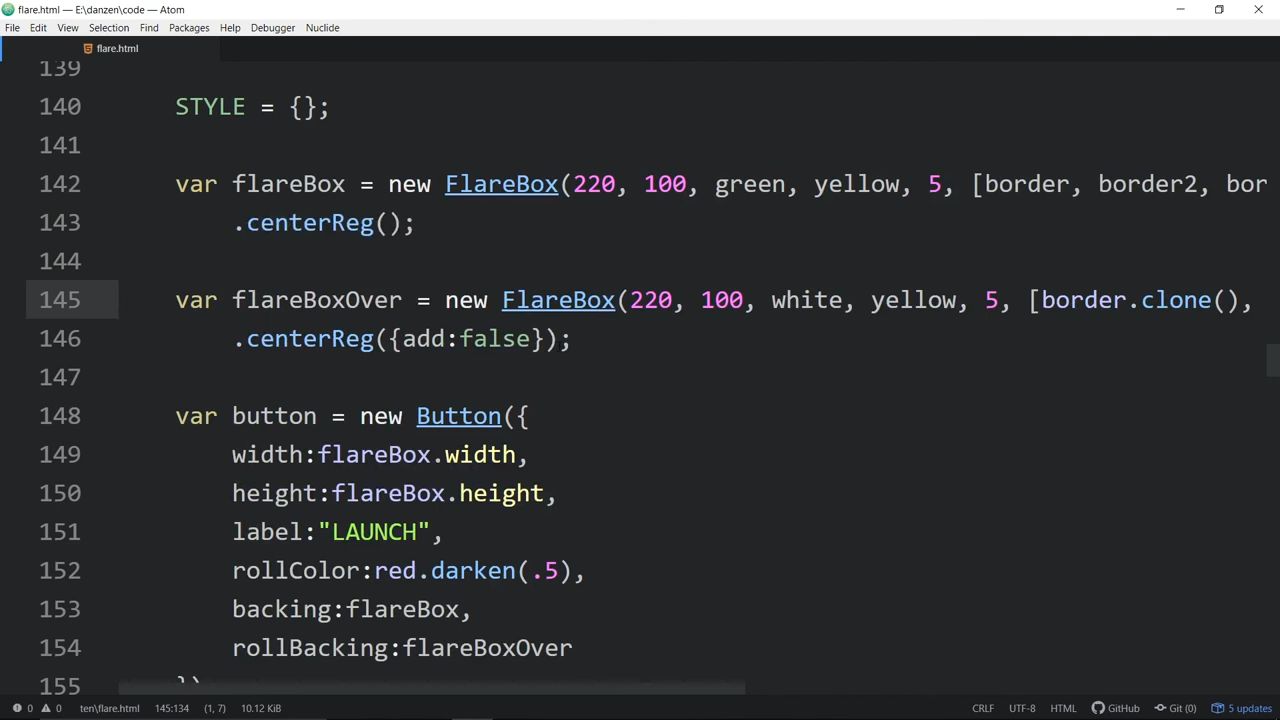 flare.html — E:\danzen\code — Atom
File Edit View Selection Find Packages Help Debugger Nuclide
flare.html
139
140 STYLE = {};
141
142 var flareBox = new FlareBox(220, 100, green, yellow, 5, [border, border2, bor
143 .centerReg();
144
145 var flareBoxOver = new FlareBox(220, 100, white, yellow, 5, [border.clone(),
146 .centerReg({add:false});
147
148 var button = new Button({
149 width:flareBox.width,
150 height:flareBox.height,
151 label:"LAUNCH",
152 rollColor:red.darken(.5),
153 backing:flareBox,
154 rollBacking:flareBoxOver
155 })
0 0 ten\flare.html 145:134 (1, 7) 10.12 KiB CRLF UTF-8 HTML GitHub Git (0) 5 updates